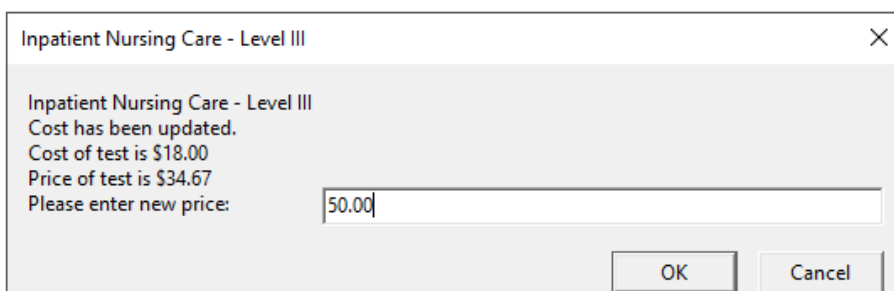 Inpatient Nursing Care - Level III
Inpatient Nursing Care - Level III
Cost has been updated.
Cost of test is $18.00
Price of test is $34.67
Please enter new price: 50.00
OK Cancel